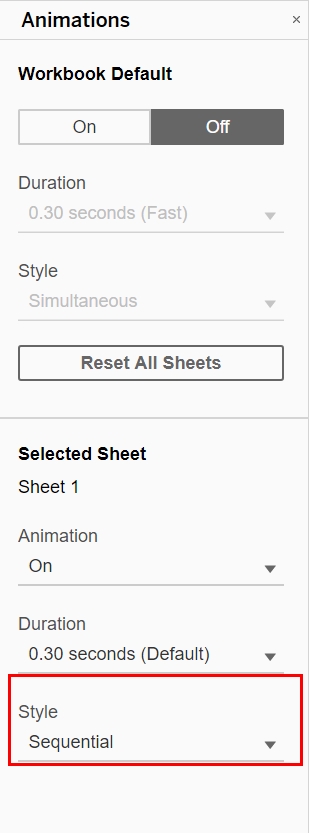 Animations ×
Workbook Default
On Off
Duration
0.30 seconds (Fast)
Style
Simultaneous
Reset All Sheets
Selected Sheet
Sheet 1
Animation
On
Duration
0.30 seconds (Default)
Style
Sequential